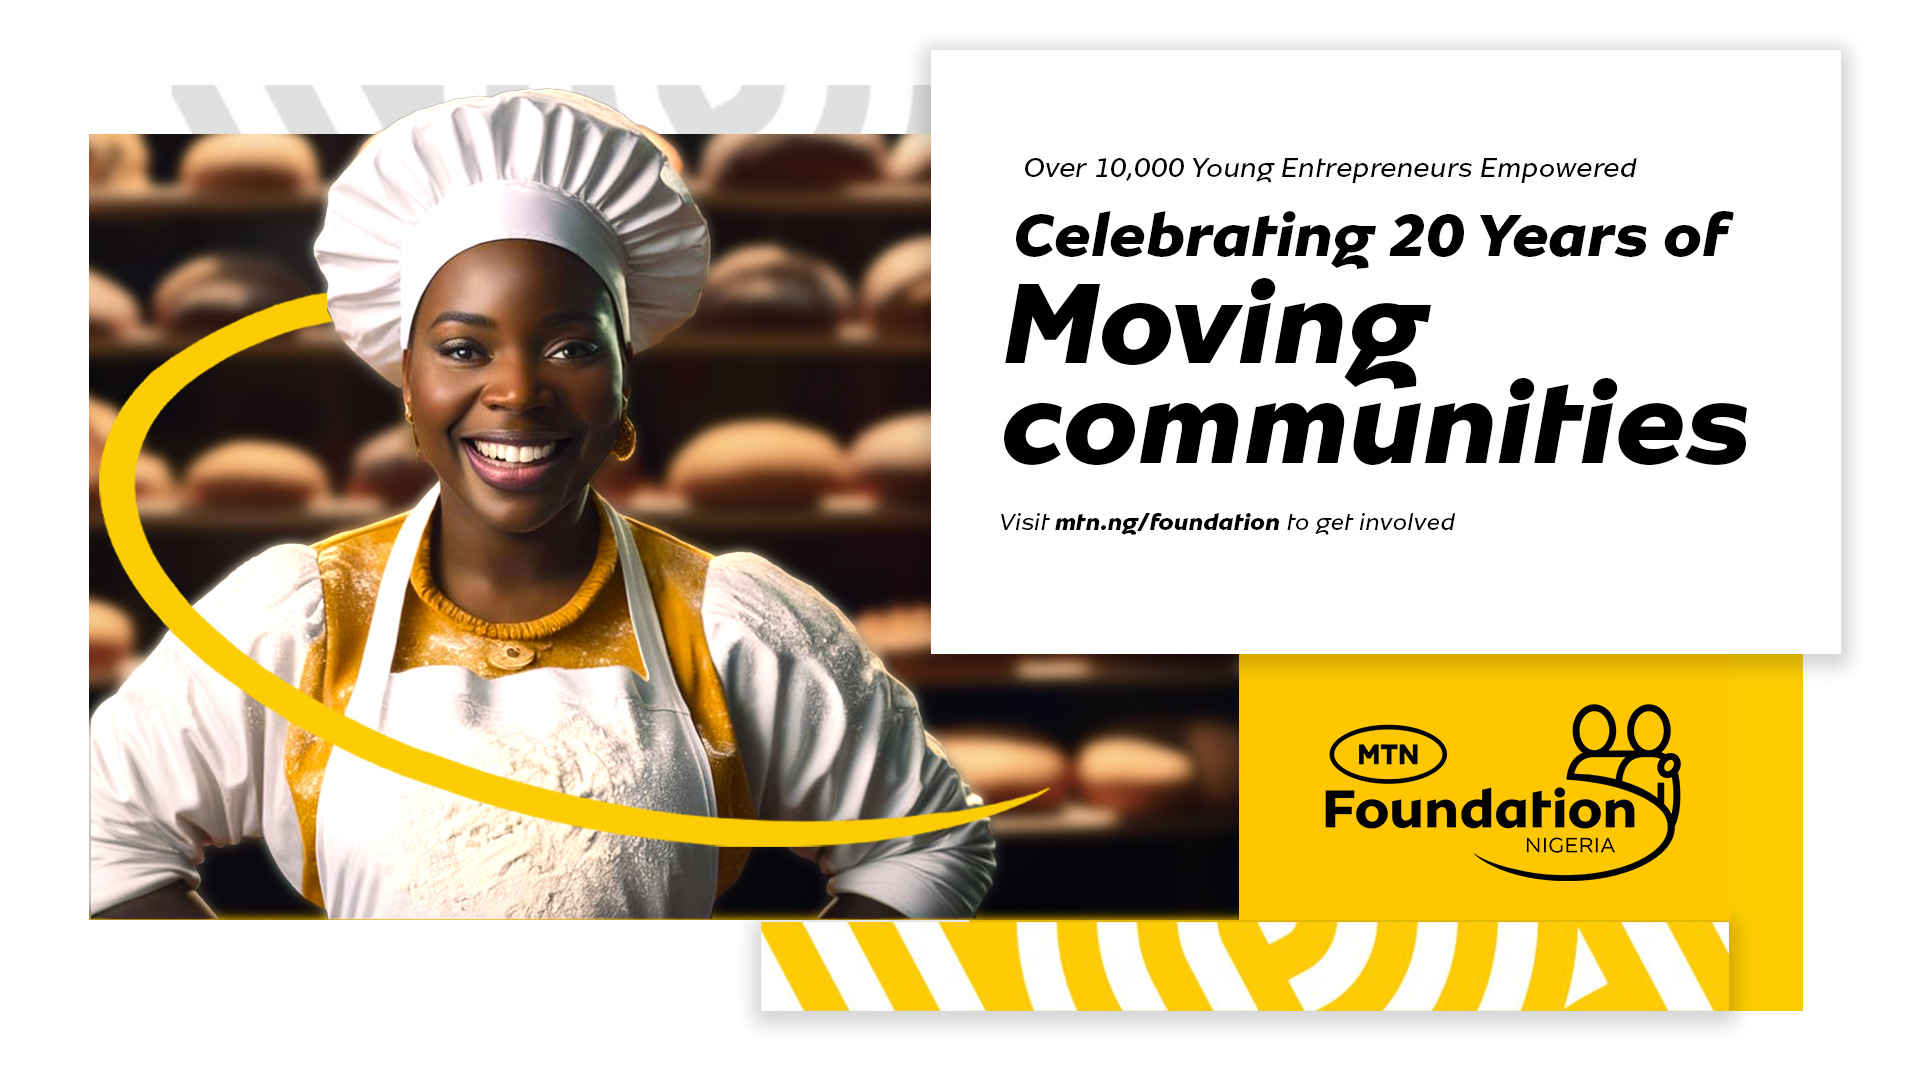 Over 10,000 Young Entrepreneurs Empowered
Celebrating 20 Years of
Moving
communities
Visit mtn.ng/foundation to get involved
MTN
Foundation
NIGERIA